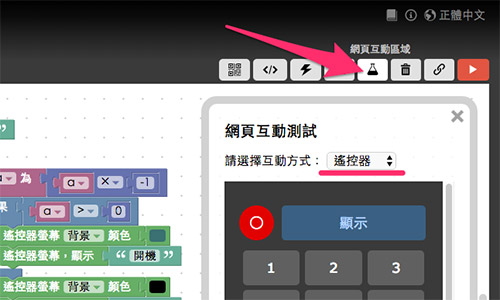 正體中文
網頁互動區域
</>
網頁互動測試
請選擇互動方式： 遙控器
a 為 a × -1
果 a > 0
遙控器螢幕 背景 顏色
遙控器螢幕，顯示 “ 開機 ”
遙控器螢幕 背景 顏色
顯示
1 2 3